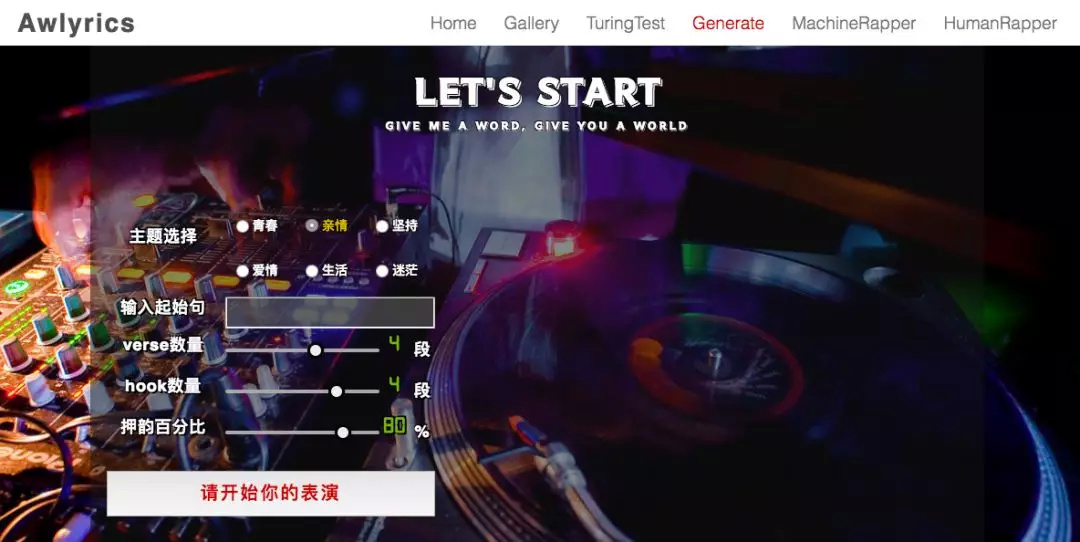 Awlyrics
Home Gallery TuringTest Generate MachineRapper HumanRapper
LET'S START
GIVE ME A WORD, GIVE YOU A WORLD
主题选择
青春 亲情 坚持
爱情 生活 迷茫
输入起始句
verse数量 4 段
hook数量 4 段
押韵百分比 80 %
请开始你的表演